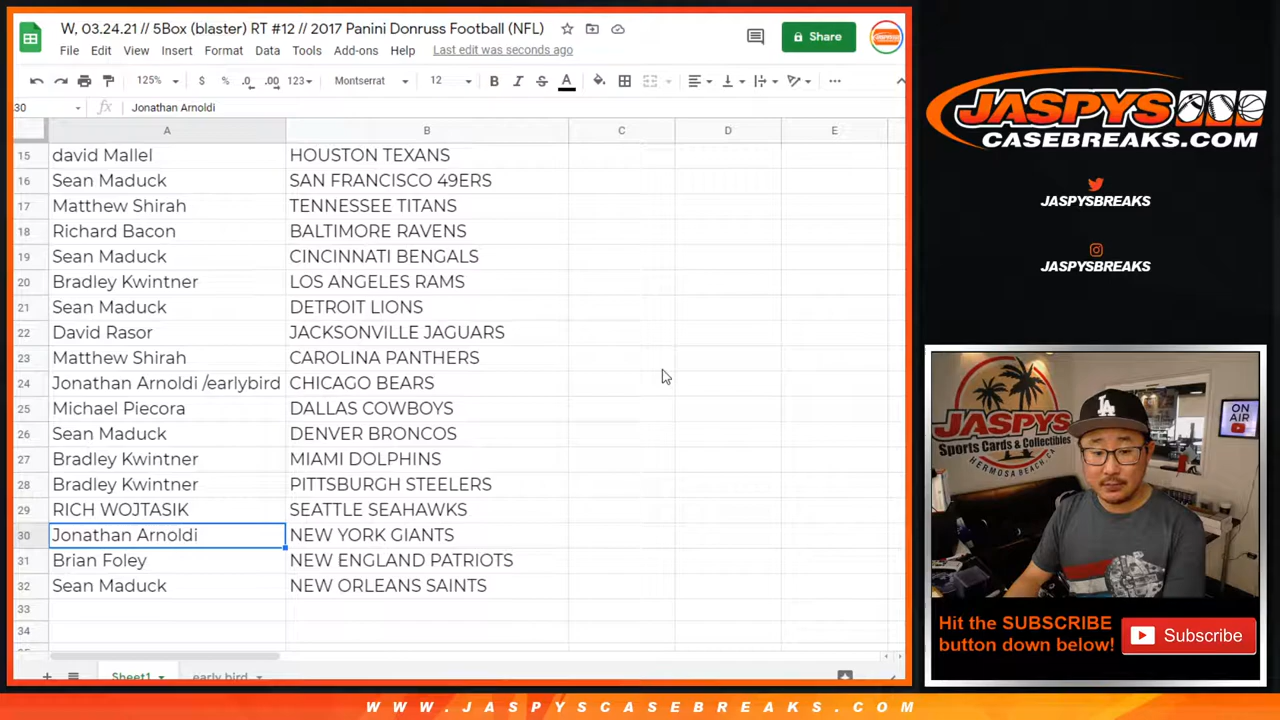 W, 03.24.21 // 5Box (blaster) RT #12 // 2017 Panini Donruss Football (NFL)
File Edit View Insert Format Data Tools Add-ons Help Last edit was seconds ago
Share
125% $ % .0 .00 123 Montserrat 12 B I S A
30 fx Jonathan Arnoldi
A B C D E
15 david Mallel HOUSTON TEXANS
16 Sean Maduck SAN FRANCISCO 49ERS
17 Matthew Shirah TENNESSEE TITANS
18 Richard Bacon BALTIMORE RAVENS
19 Sean Maduck CINCINNATI BENGALS
20 Bradley Kwintner LOS ANGELES RAMS
21 Sean Maduck DETROIT LIONS
22 David Rasor JACKSONVILLE JAGUARS
23 Matthew Shirah CAROLINA PANTHERS
24 Jonathan Arnoldi /earlybird CHICAGO BEARS
25 Michael Piecora DALLAS COWBOYS
26 Sean Maduck DENVER BRONCOS
27 Bradley Kwintner MIAMI DOLPHINS
28 Bradley Kwintner PITTSBURGH STEELERS
29 RICH WOJTASIK SEATTLE SEAHAWKS
30 Jonathan Arnoldi NEW YORK GIANTS
31 Brian Foley NEW ENGLAND PATRIOTS
32 Sean Maduck NEW ORLEANS SAINTS
33
34
Sheet1 early bird
JASPYS
CASEBREAKS.COM
JASPYSBREAKS
JASPYSBREAKS
JASPYS
Sports Cards & Collectibles
HERMOSA BEACH, CA
ON
AIR
LA
Hit the SUBSCRIBE
button down below!
Subscribe
WWW.JASPYSCASEBREAKS.COM